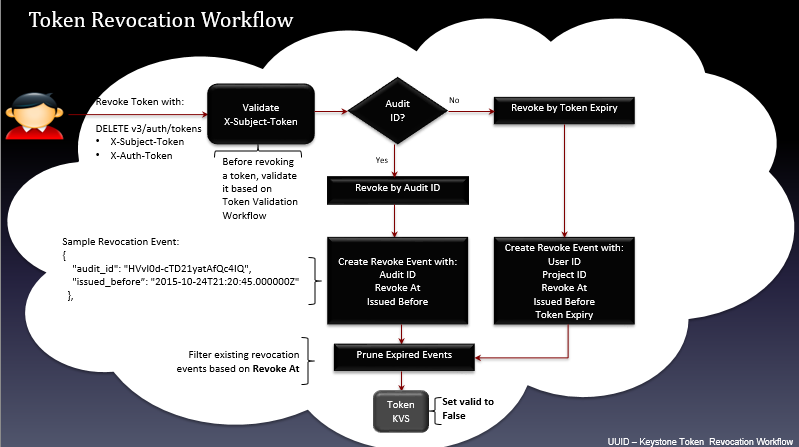 Token Revocation Workflow
Revoke Token with:
DELETE v3/auth/tokens
• X-Subject-Token
• X-Auth-Token
Validate
X-Subject-Token
Before revoking
a token, validate
it based on
Token Validation
Workflow
Audit
ID?
No
Yes
Revoke by Token Expiry
Revoke by Audit ID
Sample Revocation Event:
{
"audit_id": "HVvI0d-cTD21yatAfQc4IQ",
"issued_before": "2015-10-24T21:20:45.000000Z"
},
Create Revoke Event with:
Audit ID
Revoke At
Issued Before
Create Revoke Event with:
User ID
Project ID
Revoke At
Issued Before
Token Expiry
Filter existing revocation
events based on Revoke At
Prune Expired Events
Token
KVS
Set valid to
False
UUID – Keystone Token Revocation Workflow